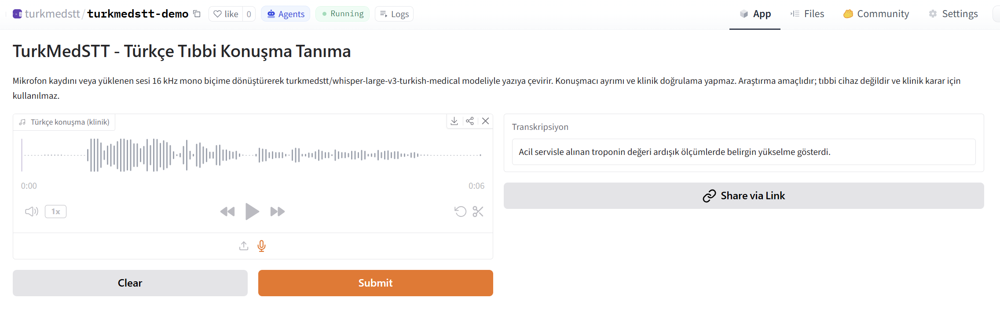 turkmedstt/turkmedstt-demo like 0 Agents Running Logs App Files Community Settings
TurkMedSTT - Türkçe Tıbbi Konuşma Tanıma
Mikrofon kaydını veya yüklenen sesi 16 kHz mono biçime dönüştürerek turkmedstt/whisper-large-v3-turkish-medical modeliyle yazıya çevirir. Konuşmacı ayrımı ve klinik doğrulama yapmaz. Araştırma amaçlıdır; tıbbi cihaz değildir ve klinik karar için
kullanılmaz.
Türkçe konuşma (klinik)
0:00 0:06
1x
Transkripsiyon
Acil servisle alınan troponin değeri ardışık ölçümlerde belirgin yükselme gösterdi.
Share via Link
Clear Submit